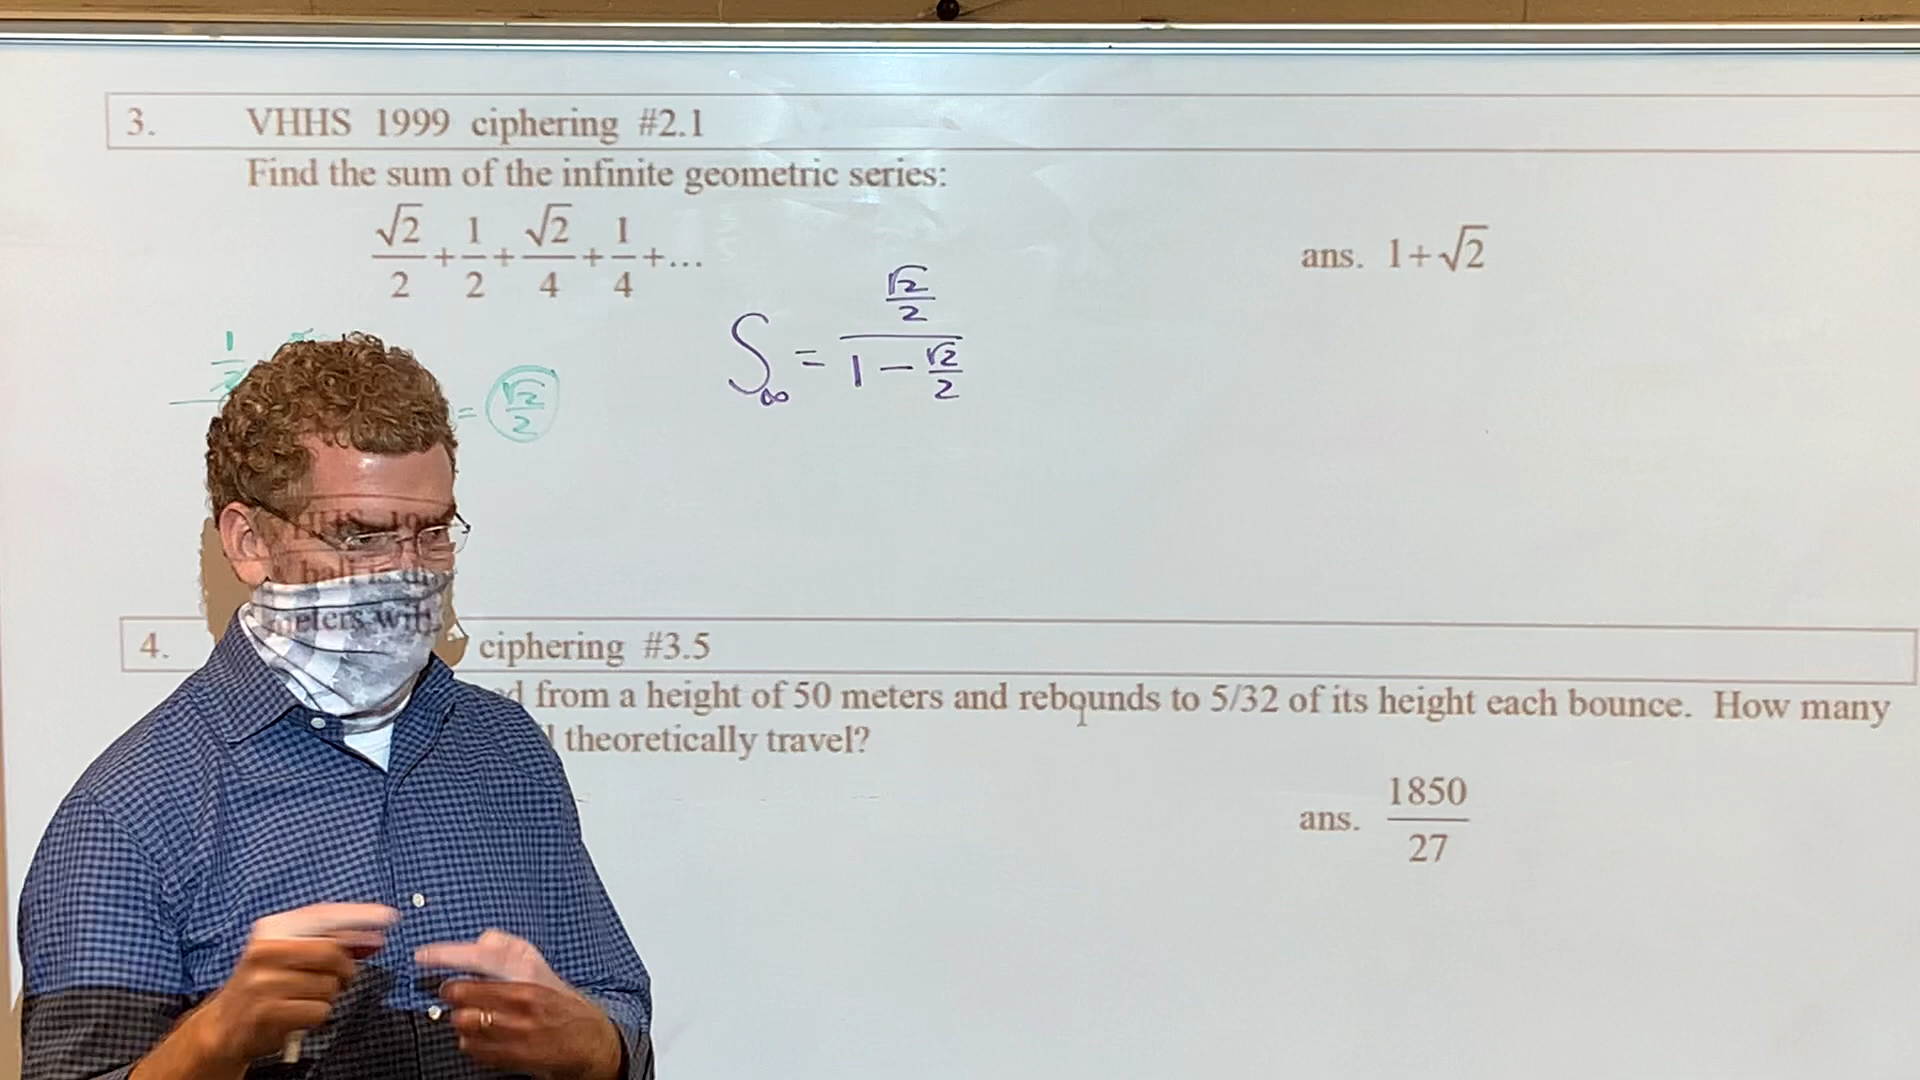 3. VHHS 1999 ciphering #2.1
Find the sum of the infinite geometric series:
√2/2 + 1/2 + √2/4 + 1/4 + ...
ans. 1+√2
S∞ = (√2/2)/(1 − √2/2)
1/2
= √2/2
4. ciphering #3.5
from a height of 50 meters and rebounds to 5/32 of its height each bounce. How many
theoretically travel?
ans. 1850/27